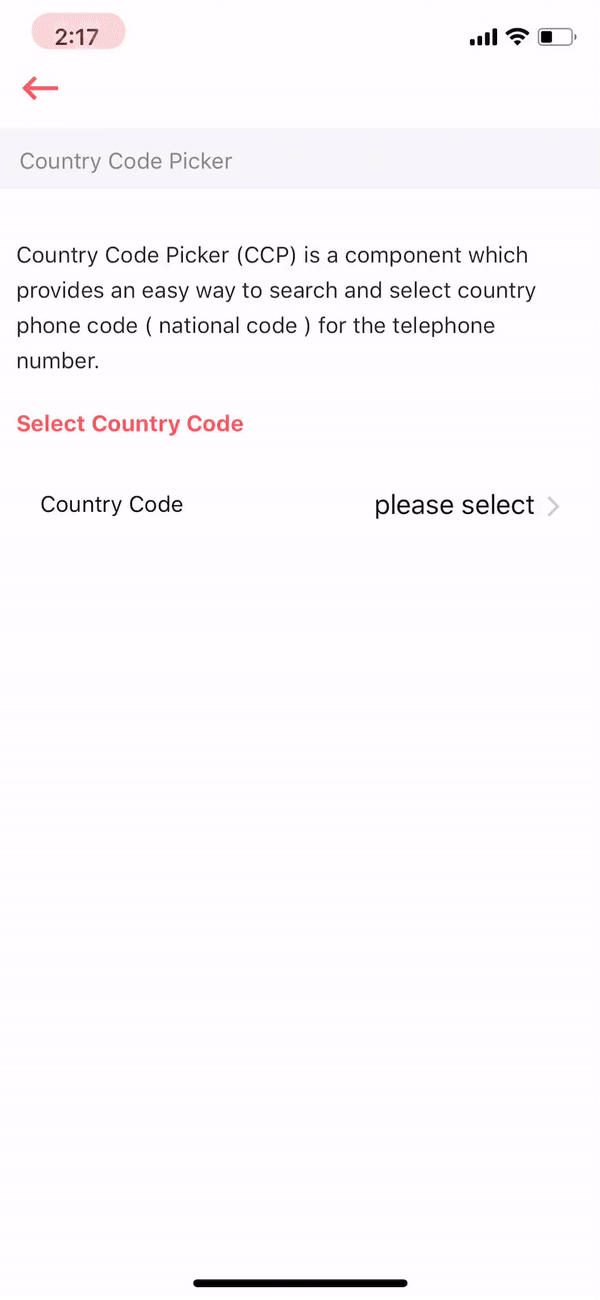 2:17
Country Code Picker
Country Code Picker (CCP) is a component which
provides an easy way to search and select country
phone code ( national code ) for the telephone
number.
Select Country Code
Country Code please select